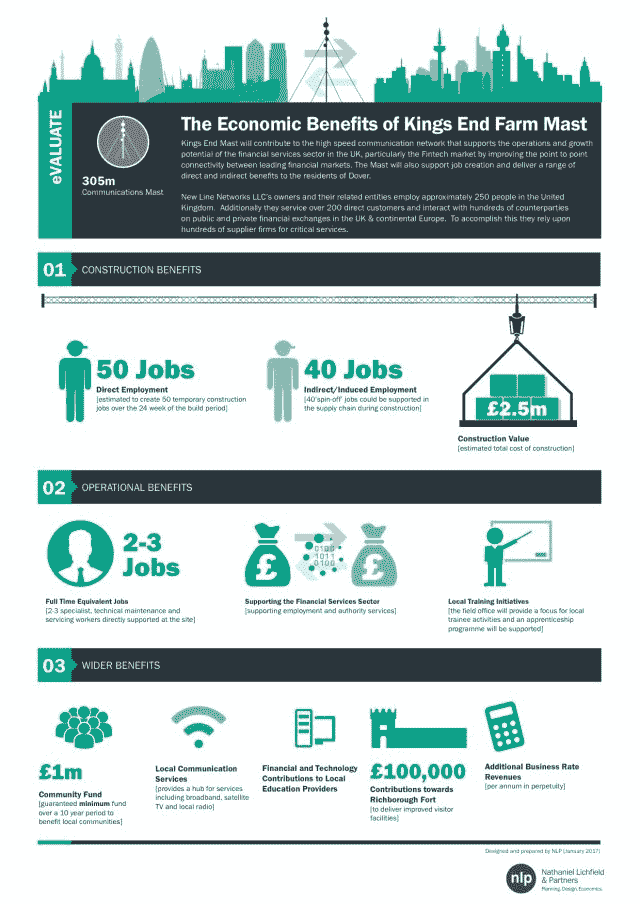 eVALUATE
305m
Communications Mast
The Economic Benefits of Kings End Farm Mast
Kings End Mast will contribute to the high speed communication network that supports the operations and growth
potential of the financial services sector in the UK, particularly the Fintech market by improving the point to point
connectivity between leading financial markets. The Mast will also support job creation and deliver a range of
direct and indirect benefits to the residents of Dover.
New Line Networks LLC's owners and their related entities employ approximately 250 people in the United
Kingdom. Additionally they service over 200 direct customers and interact with hundreds of counterparties
on public and private financial exchanges in the UK & continental Europe. To accomplish this they rely upon
hundreds of supplier firms for critical services.
01 CONSTRUCTION BENEFITS
50 Jobs
Direct Employment
[estimated to create 50 temporary construction
jobs over the 24 week of the build period]
40 Jobs
Indirect/Induced Employment
[40'spin-off' jobs could be supported in
the supply chain during construction]
£2.5m
Construction Value
[estimated total cost of construction]
02 OPERATIONAL BENEFITS
2-3
Jobs
Full Time Equivalent Jobs
[2-3 specialist, technical maintenance and
servicing workers directly supported at the site]
£
0100
1011
0100
£
Supporting the Financial Services Sector
[supporting employment and authority services]
Local Training Initiatives
[the field office will provide a focus for local
trainee activities and an apprenticeship
programme will be supported]
03 WIDER BENEFITS
£1m
Community Fund
[guaranteed minimum fund
over a 10 year period to
benefit local communities]
Local Communication
Services
[provides a hub for services
including broadband, satellite
TV and local radio]
Financial and Technology
Contributions to Local
Education Providers
£100,000
Contributions towards
Richborough Fort
[to deliver improved visitor
facilities]
Additional Business Rate
Revenues
[per annum in perpetuity]
Designed and prepared by NLP [January 2017]
nlp
Nathaniel Lichfield
& Partners
Planning. Design. Economics.